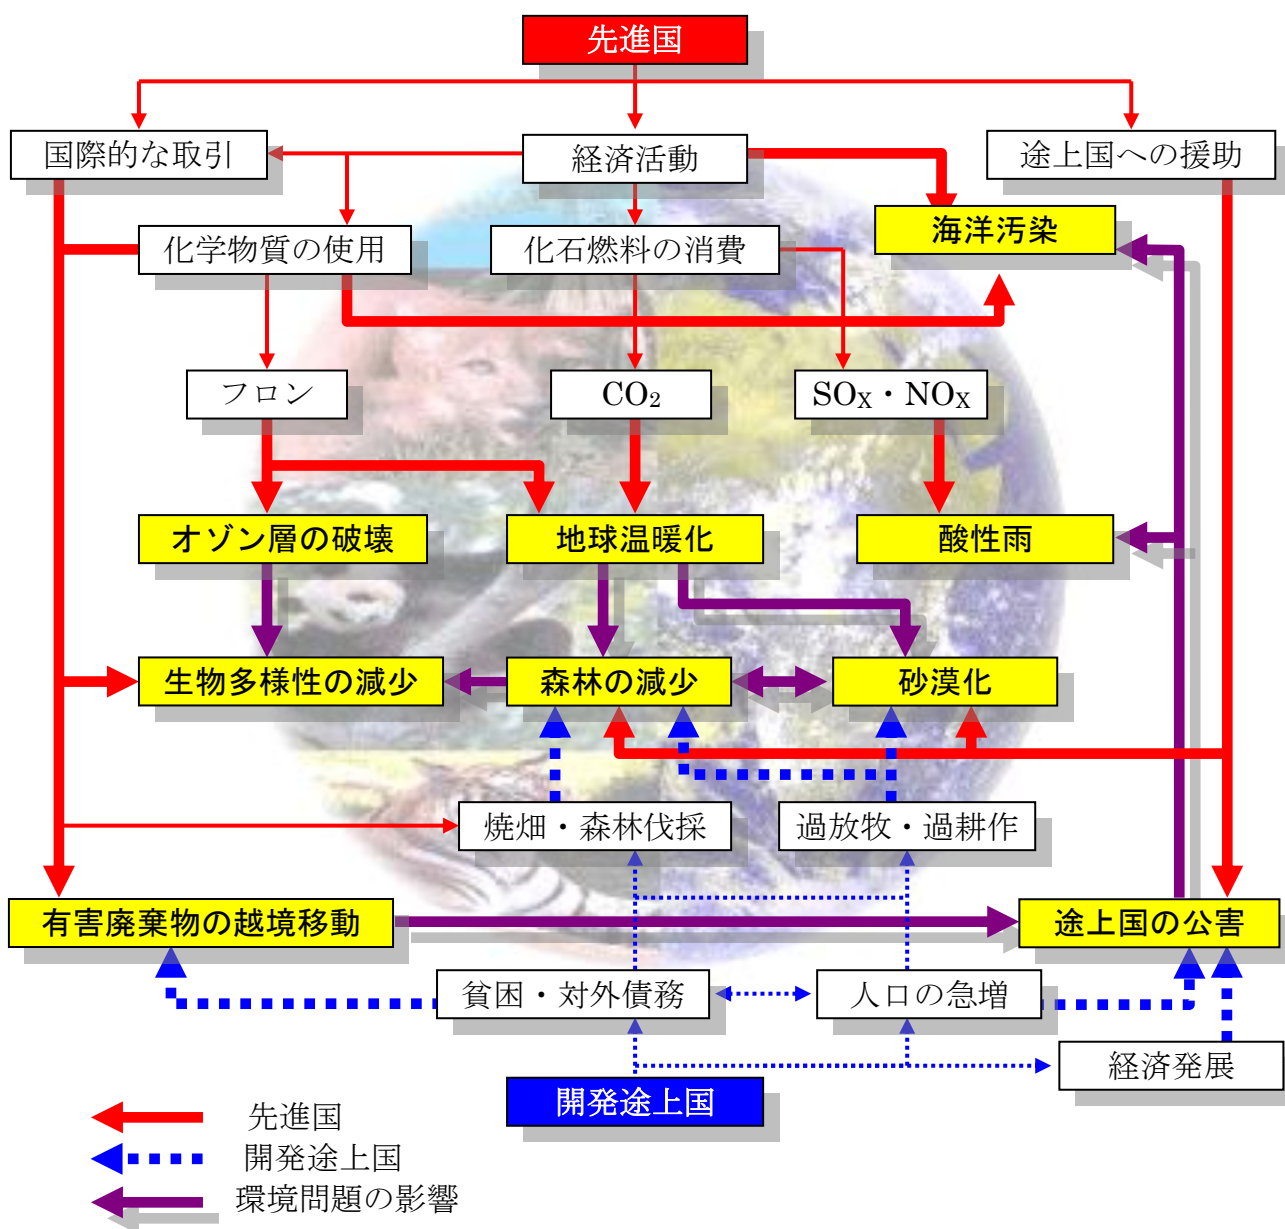 先進国
国際的な取引
経済活動
途上国への援助
海洋汚染
化学物質の使用
化石燃料の消費
フロン
CO₂
SOX・NOX
オゾン層の破壊
地球温暖化
酸性雨
生物多様性の減少
森林の減少
砂漠化
焼畑・森林伐採
過放牧・過耕作
有害廃棄物の越境移動
途上国の公害
貧困・対外債務
人口の急増
経済発展
開発途上国
先進国
開発途上国
環境問題の影響